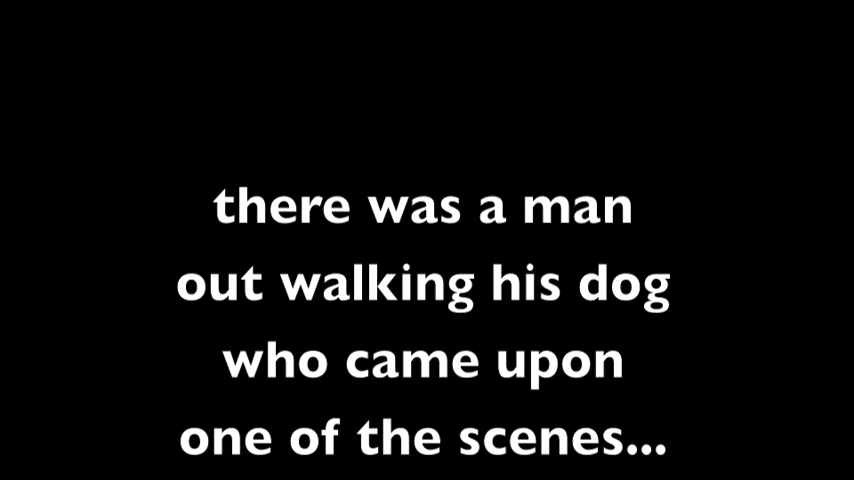 there was a man
out walking his dog
who came upon
one of the scenes...